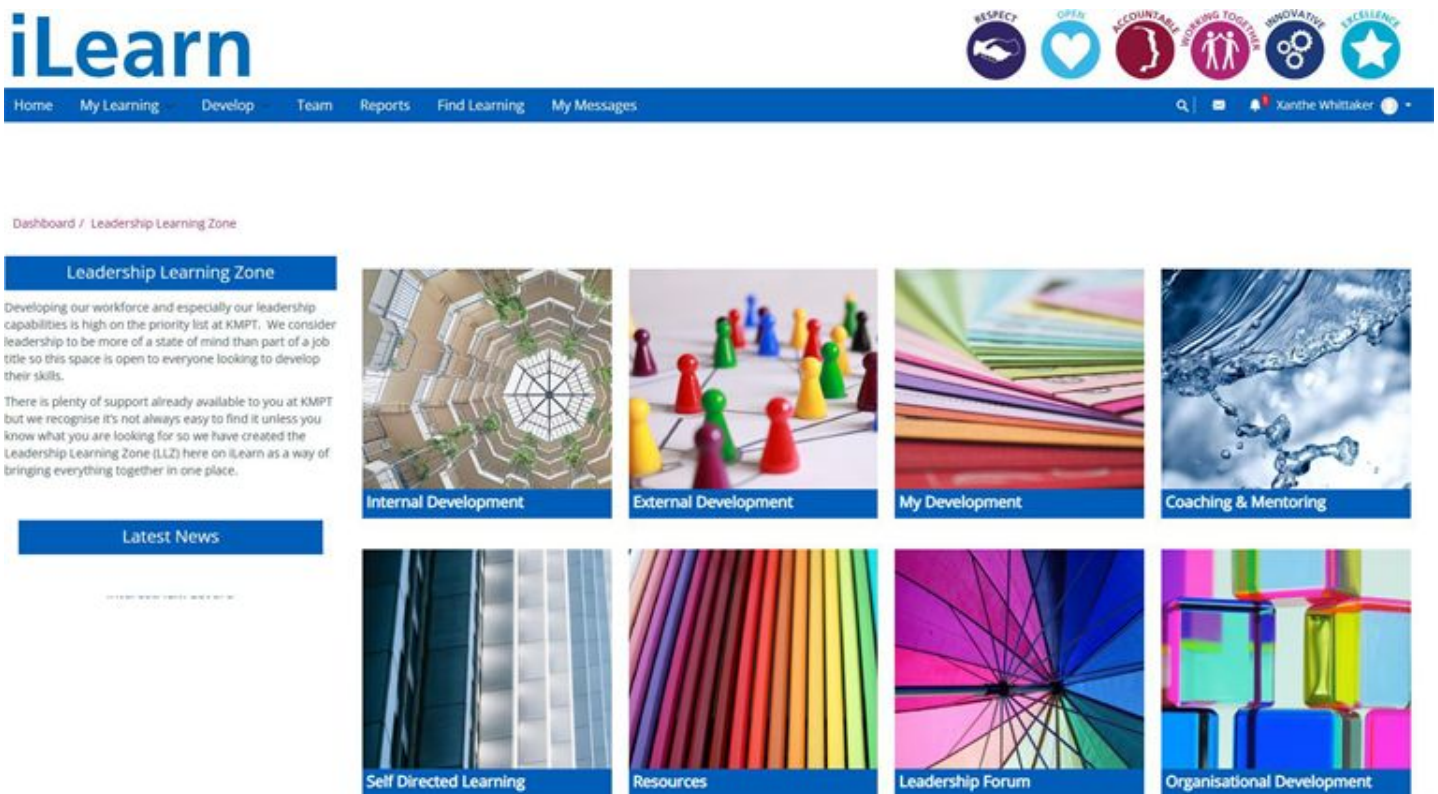 iLearn
RESPECT
OPEN
ACCOUNTABLE
WORKING TOGETHER
INNOVATIVE
EXCELLENCE
Home My Learning Develop Team Reports Find Learning My Messages Xanthe Whittaker
Dashboard / Leadership Learning Zone
Leadership Learning Zone
Developing our workforce and especially our leadership
capabilities is high on the priority list at KMPT. We consider
leadership to be more of a state of mind than part of a job
title so this space is open to everyone looking to develop
their skills.
There is plenty of support already available to you at KMPT
but we recognise it's not always easy to find it unless you
know what you are looking for so we have created the
Leadership Learning Zone (LLZ) here on iLearn as a way of
bringing everything together in one place.
Latest News
Internal Development
External Development
My Development
Coaching & Mentoring
Self Directed Learning
Resources
Leadership Forum
Organisational Development